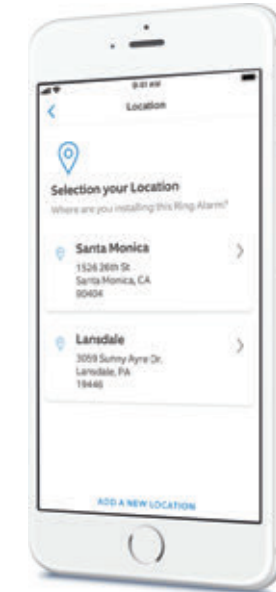 9:41 AM
Location
Selection your Location
Where are you installing this Ring Alarm?
Santa Monica
1526 26th St
Santa Monica, CA
90404
Lansdale
3059 Sunny Ayre Dr.
Lansdale, PA
19446
ADD A NEW LOCATION